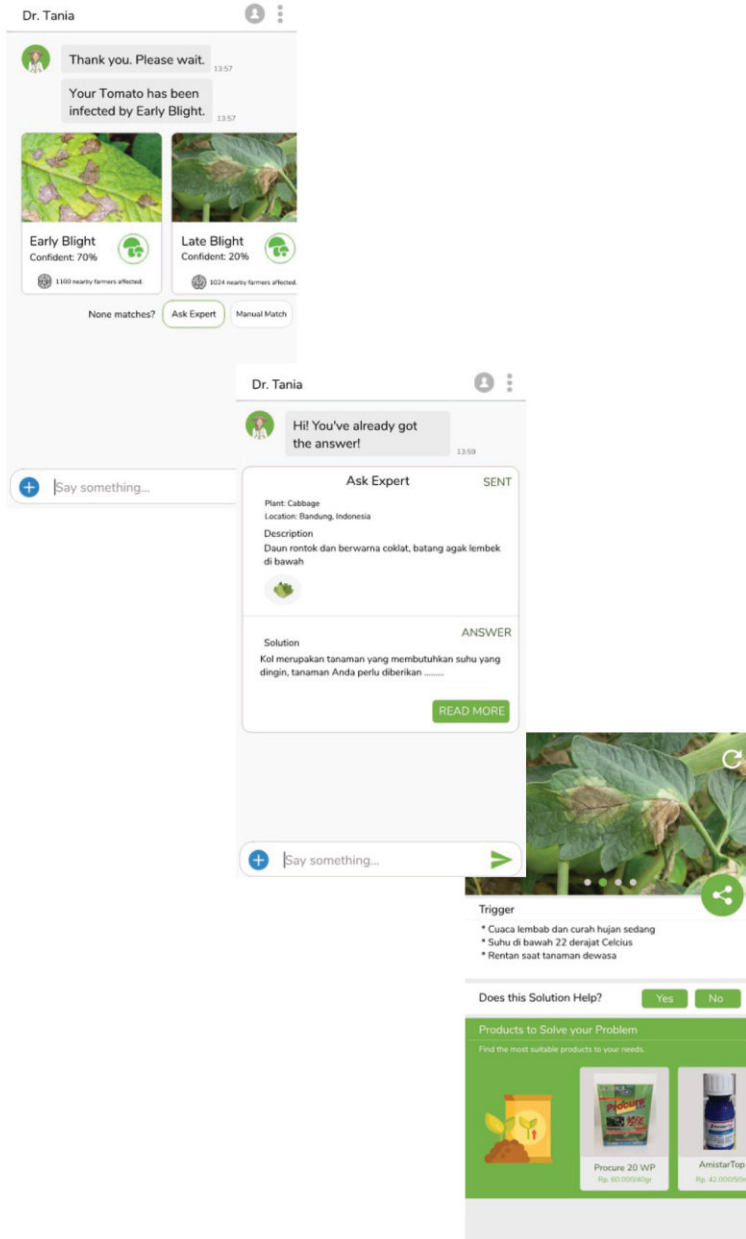 Dr. Tania
Thank you. Please wait.
13:57
Your Tomato has been
infected by Early Blight.
13:57
Early Blight
Confident: 70%
1100 nearby farmers affected.
Late Blight
Confident: 20%
1024 nearby farmers affected.
None matches?
Ask Expert
Manual Match
Say something...
Dr. Tania
Hi! You've already got
the answer!
13:59
Ask Expert
SENT
Plant: Cabbage
Location: Bandung, Indonesia
Description
Daun rontok dan berwarna coklat, batang agak lembek
di bawah
ANSWER
Solution
Kol merupakan tanaman yang membutuhkan suhu yang
dingin, tanaman Anda perlu diberikan .........
READ MORE
Say something...
Trigger
* Cuaca lembab dan curah hujan sedang
* Suhu di bawah 22 derajat Celcius
* Rentan saat tanaman dewasa
Does this Solution Help?
Yes
No
Products to Solve your Problem
Find the most suitable products to your needs.
Procure
Procure 20 WP
Rp. 60.000/40gr
AmistarTop
Rp. 42.000/50